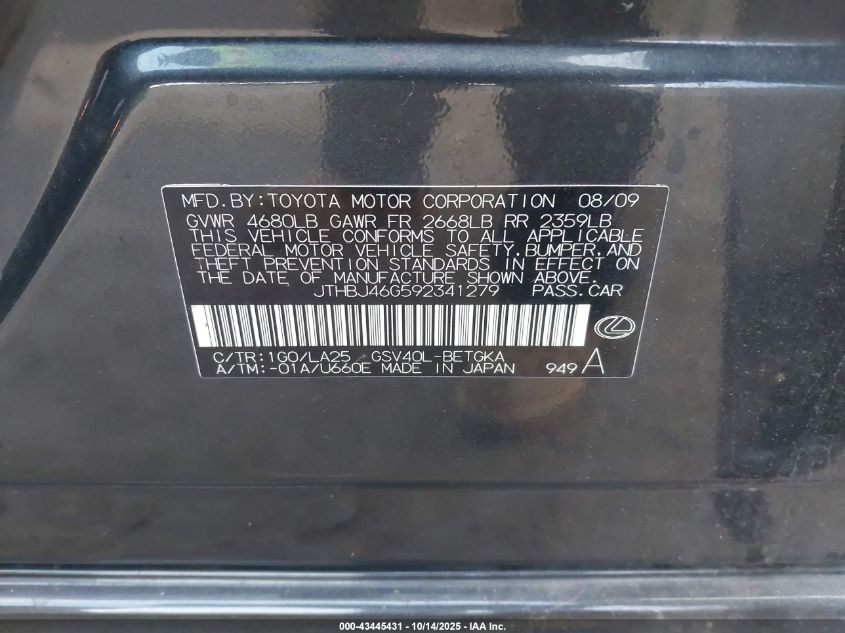 MFD. BY:TOYOTA MOTOR CORPORATION 08/09
GVWR 4680LB GAWR FR 2668LB RR 2359LB
THIS VEHICLE CONFORMS TO ALL APPLICABLE
FEDERAL MOTOR VEHICLE SAFETY,BUMPER,AND
THEFT PREVENTION STANDARDS IN EFFECT ON
THE DATE OF MANUFACTURE SHOWN ABOVE.
JTHBJ46G592341279 PASS.CAR
C/TR:1G0/LA25 GSV40L-BETGKA
A/TM:-01A/U660E MADE IN JAPAN 949 A
000-43445431 - 10/14/2025 - IAA Inc.